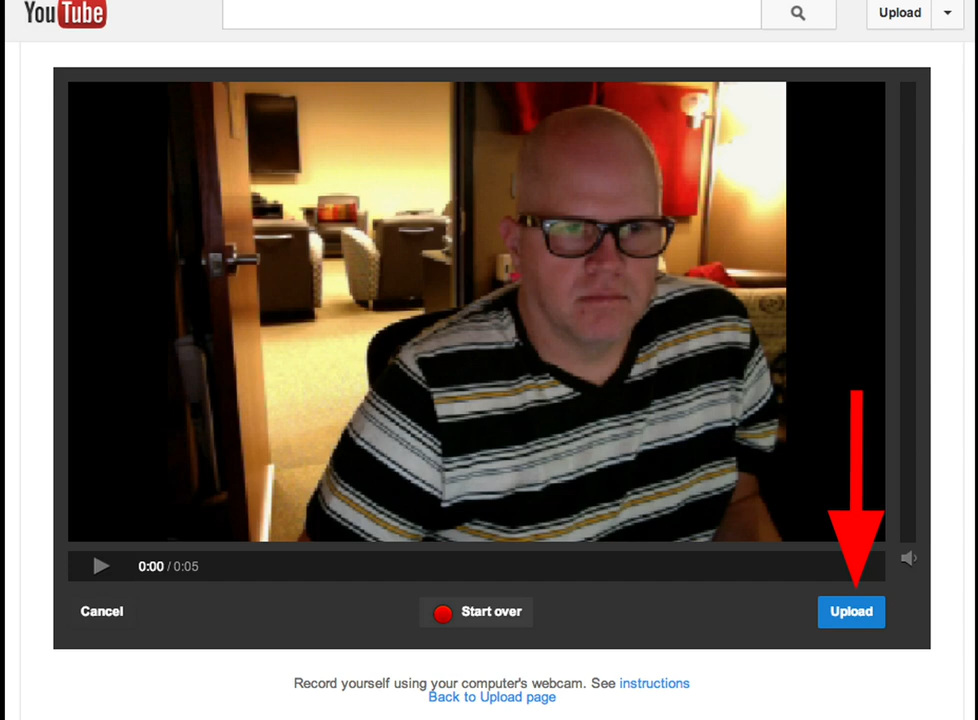 YouTube
Upload
0:00 / 0:05
Cancel
Start over
Upload
Record yourself using your computer's webcam. See instructions
Back to Upload page